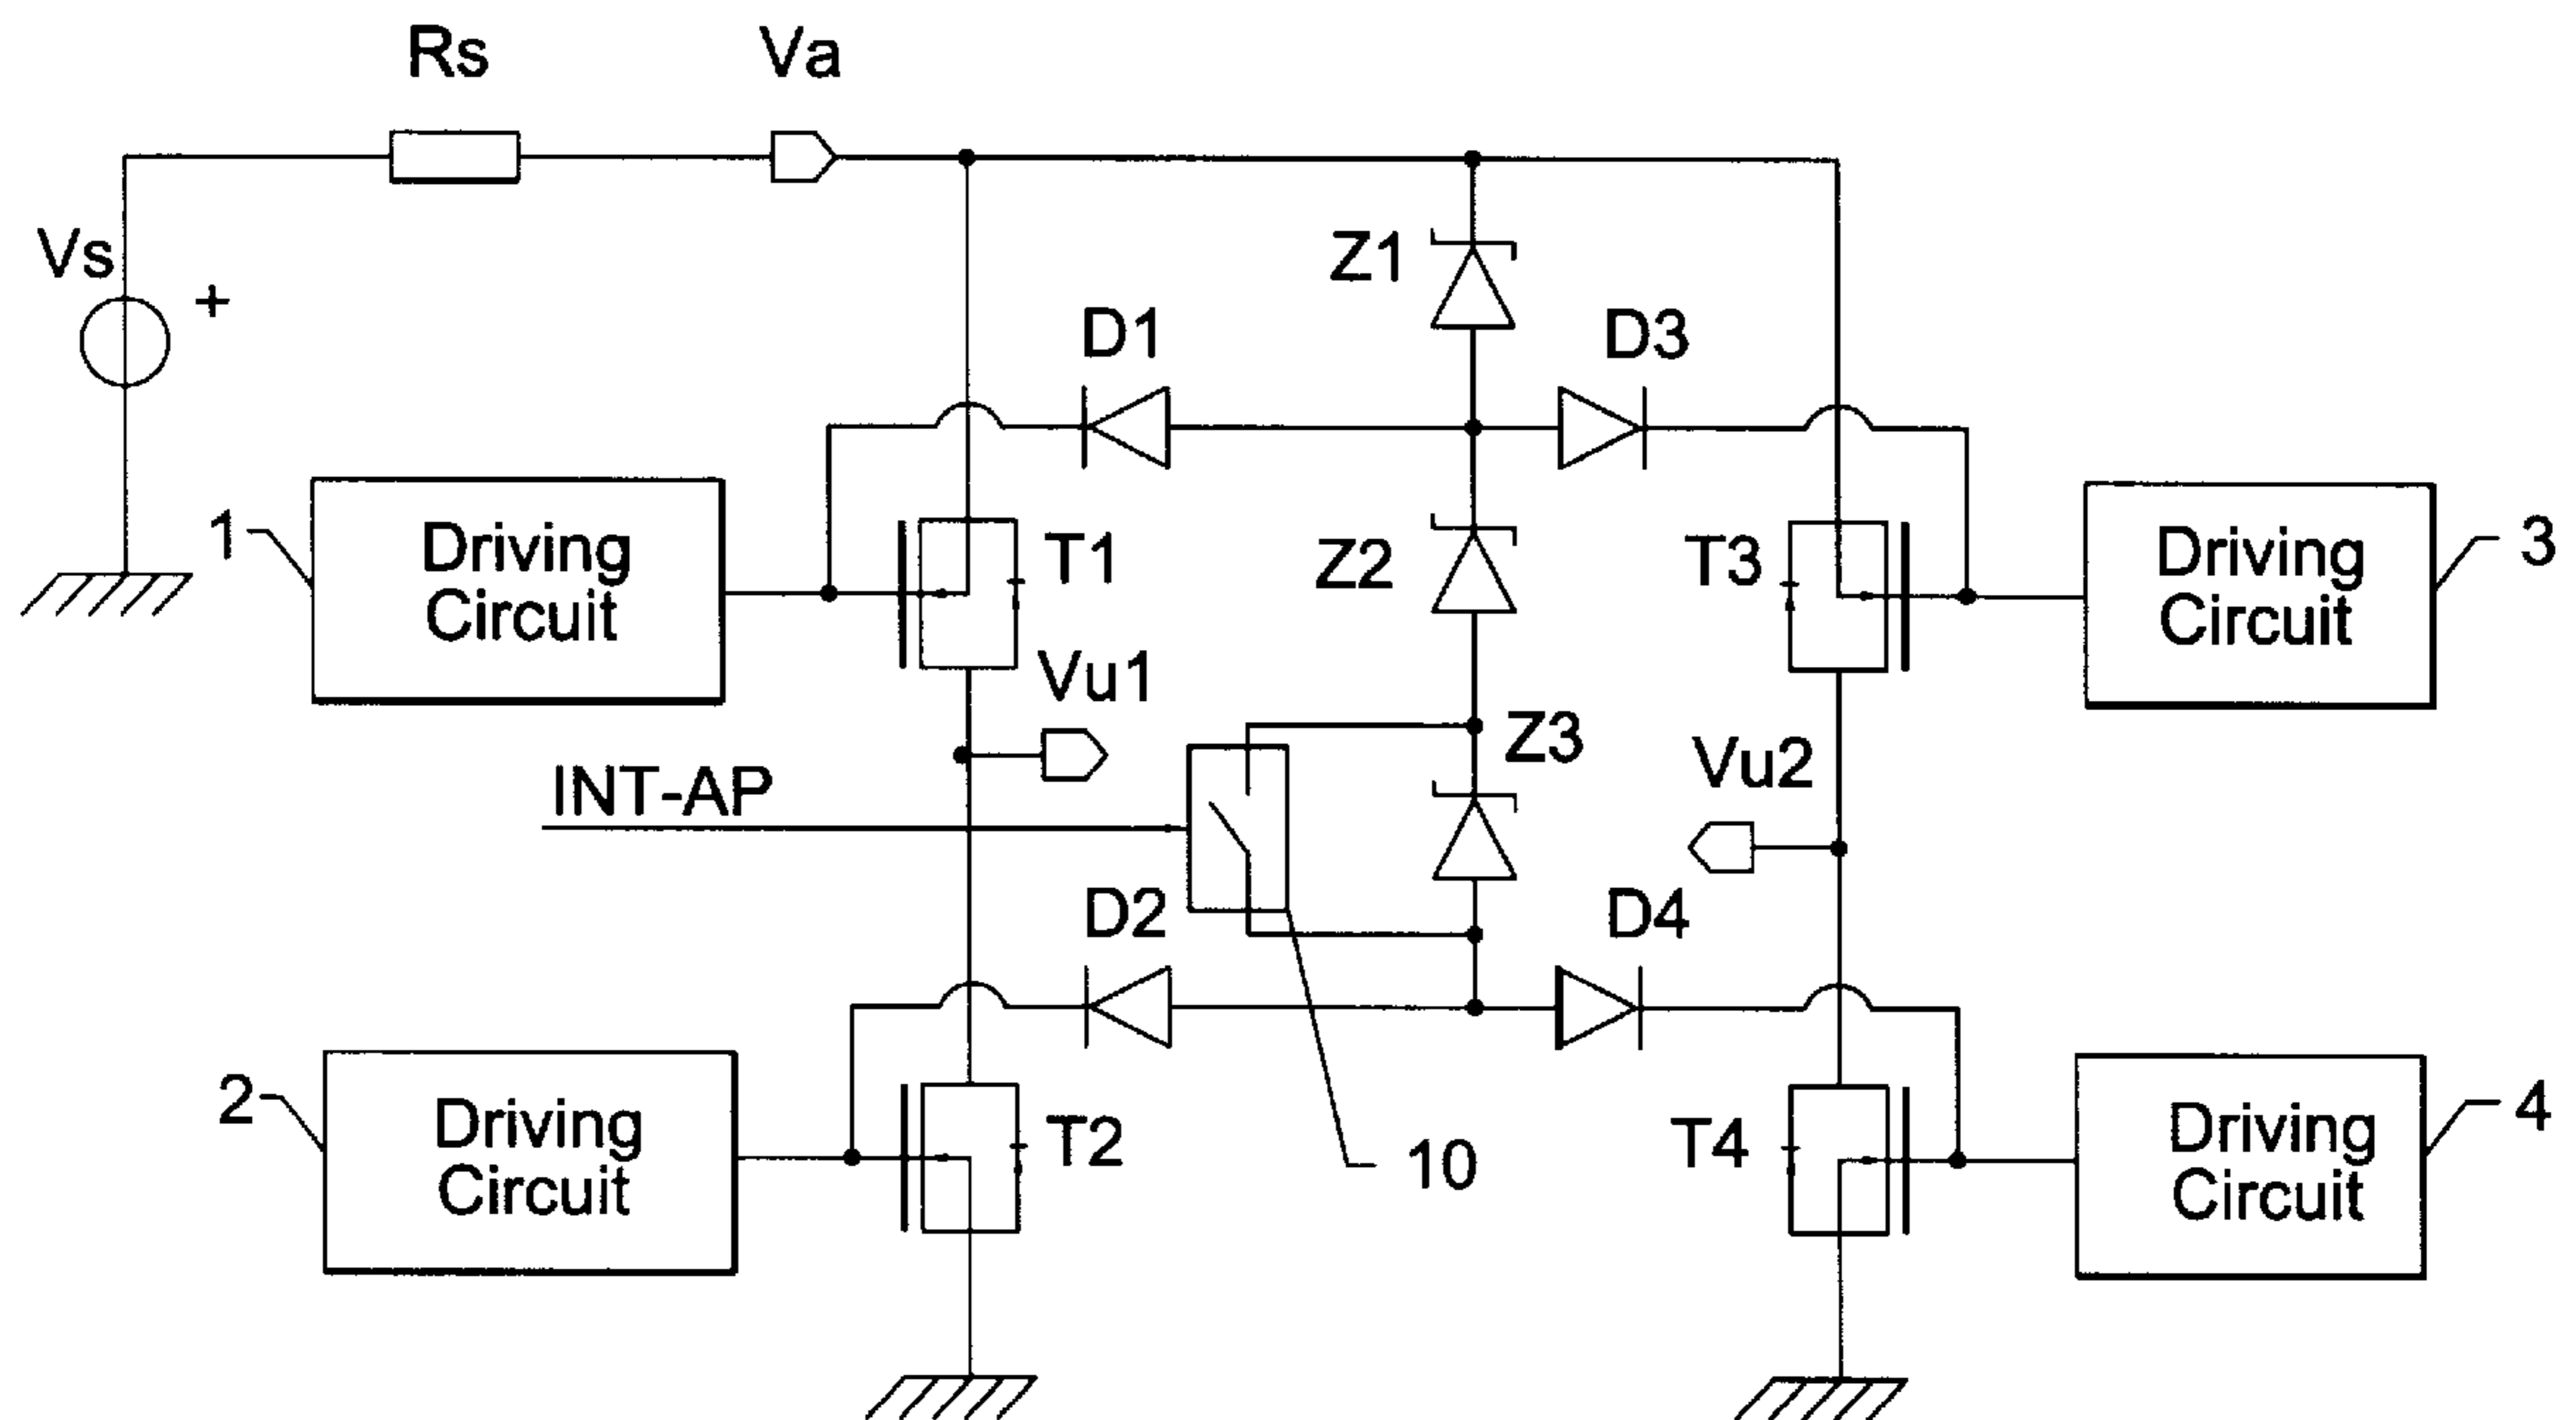 Rs
Va
Vs
+
Z1
D1
D3
1
Driving
Circuit
T1
Z2
T3
Driving
Circuit
3
Vu1
Z3
Vu2
INT-AP
D2
D4
2
Driving
Circuit
T2
10
T4
Driving
Circuit
4